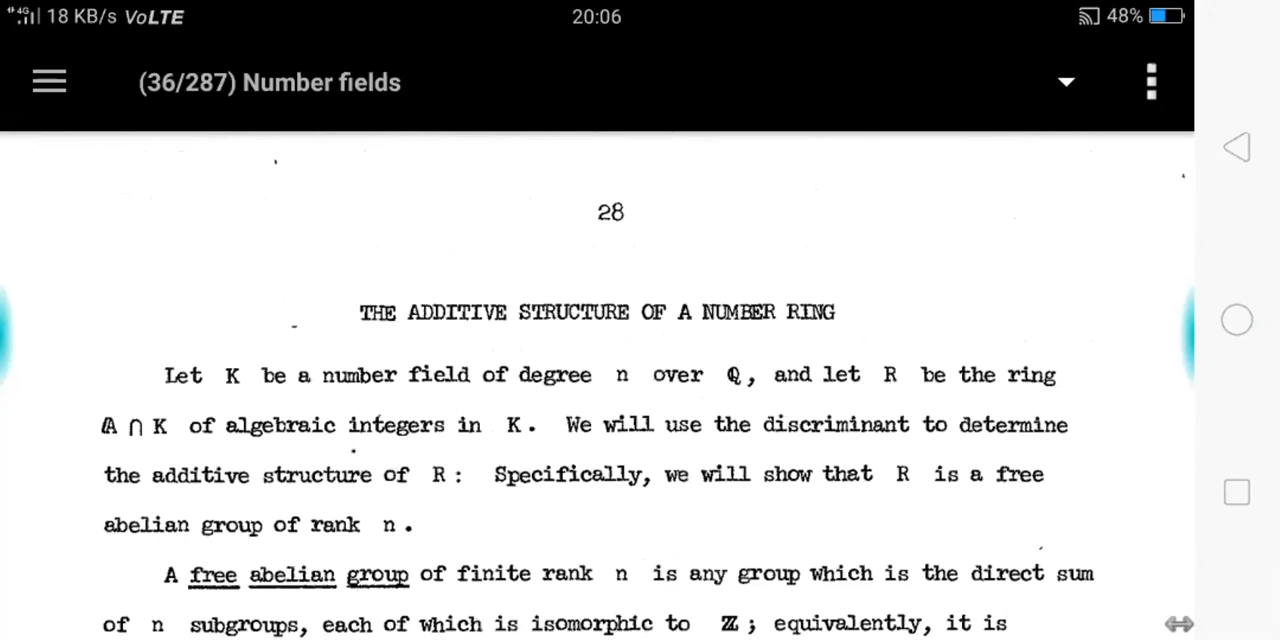 4G 18 KB/s VoLTE 20:06 48%
(36/287) Number fields
28
THE ADDITIVE STRUCTURE OF A NUMBER RING
Let K be a number field of degree n over ℚ, and let R be the ring
𝔸 ∩ K of algebraic integers in K. We will use the discriminant to determine
the additive structure of R: Specifically, we will show that R is a free
abelian group of rank n.
A free abelian group of finite rank n is any group which is the direct sum
of n subgroups, each of which is isomorphic to ℤ; equivalently, it is